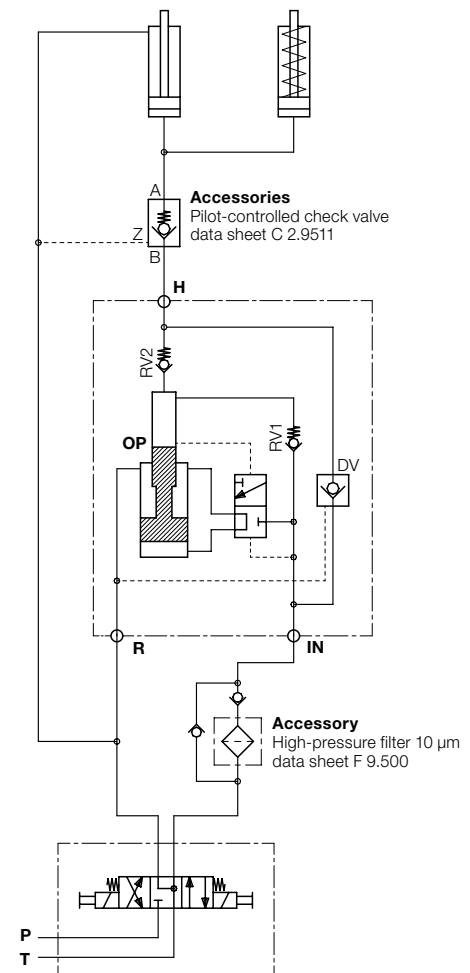 A
Accessories
Pilot-controlled check valve
data sheet C 2.9511
Z
B
H
RV2
OP
RV1
DV
R
IN
Accessory
High-pressure filter 10 µm
data sheet F 9.500
P
T